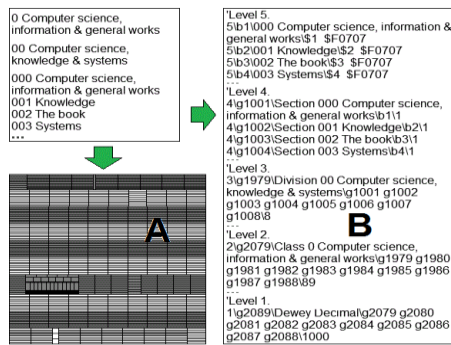 0 Computer science,
information & general works
00 Computer science,
knowledge & systems
000 Computer science,
information & general works
001 Knowledge
002 The book
003 Systems
...
A
'Level 5.
5\b1\000 Computer science, information &
general works\$1  $F0707
5\b2\001 Knowledge\$2  $F0707
5\b3\002 The book\$3  $F0707
5\b4\003 Systems\$4  $F0707
...
'Level 4.
4\g1001\Section 000 Computer science,
information & general works\b1\1
4\g1002\Section 001 Knowledge\b2\1
4\g1003\Section 002 The book\b3\1
4\g1004\Section 003 Systems\b4\1
...
'Level 3.
3\g1979\Division 00 Computer science,
knowledge & systems\g1001 g1002
g1003 g1004 g1005 g1006 g1007
g1008\8
...
B
'Level 2.
2\g2079\Class 0 Computer science,
information & general works\g1979 g1980
g1981 g1982 g1983 g1984 g1985 g1986
g1987 g1988\89
...
'Level 1.
1\g2089\Dewey Decimal\g2079 g2080
g2081 g2082 g2083 g2084 g2085 g2086
g2087 g2088\1000